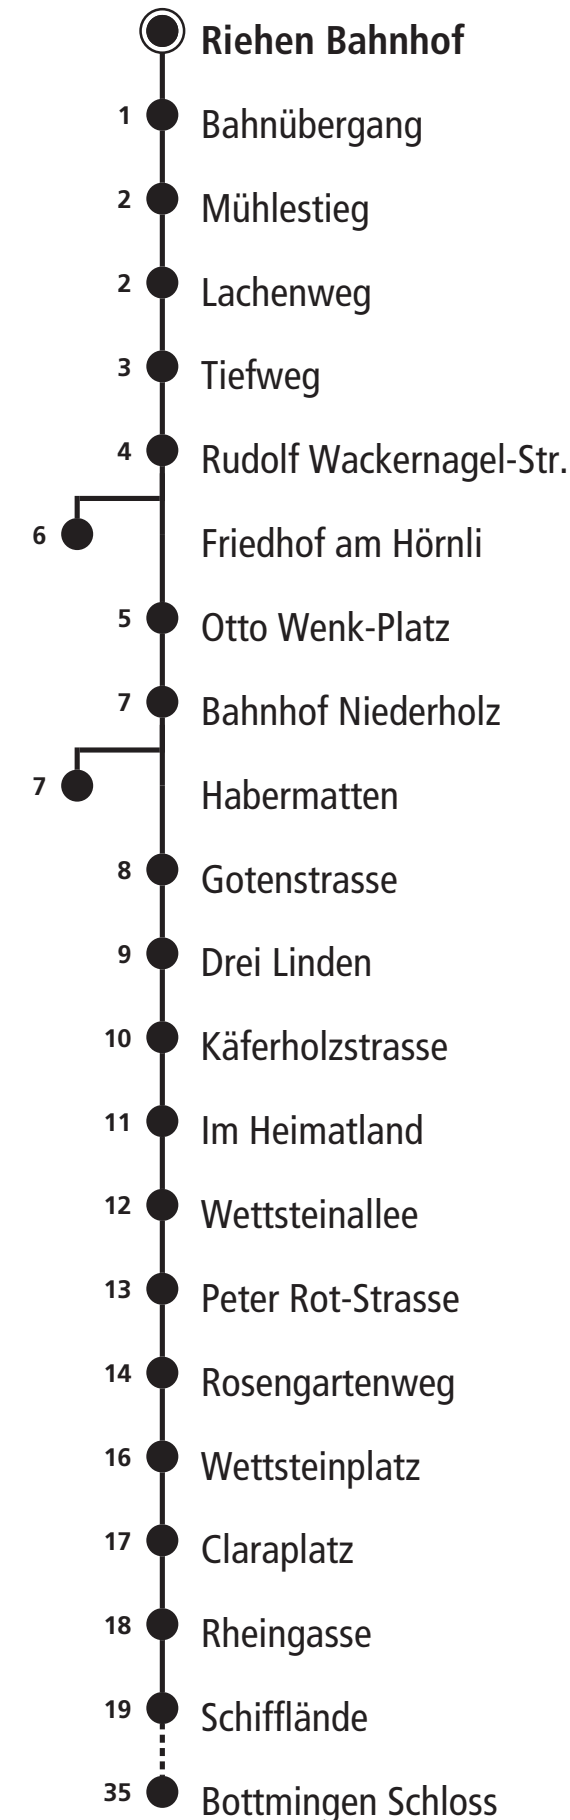 Riehen Bahnhof
1 Bahnübergang
2 Mühlestieg
2 Lachenweg
3 Tiefweg
4 Rudolf Wackernagel-Str.
6 Friedhof am Hörnli
5 Otto Wenk-Platz
7 Bahnhof Niederholz
7 Habermatten
8 Gotenstrasse
9 Drei Linden
10 Käferholzstrasse
11 Im Heimatland
12 Wettsteinallee
13 Peter Rot-Strasse
14 Rosengartenweg
16 Wettsteinplatz
17 Claraplatz
18 Rheingasse
19 Schifflände
35 Bottmingen Schloss